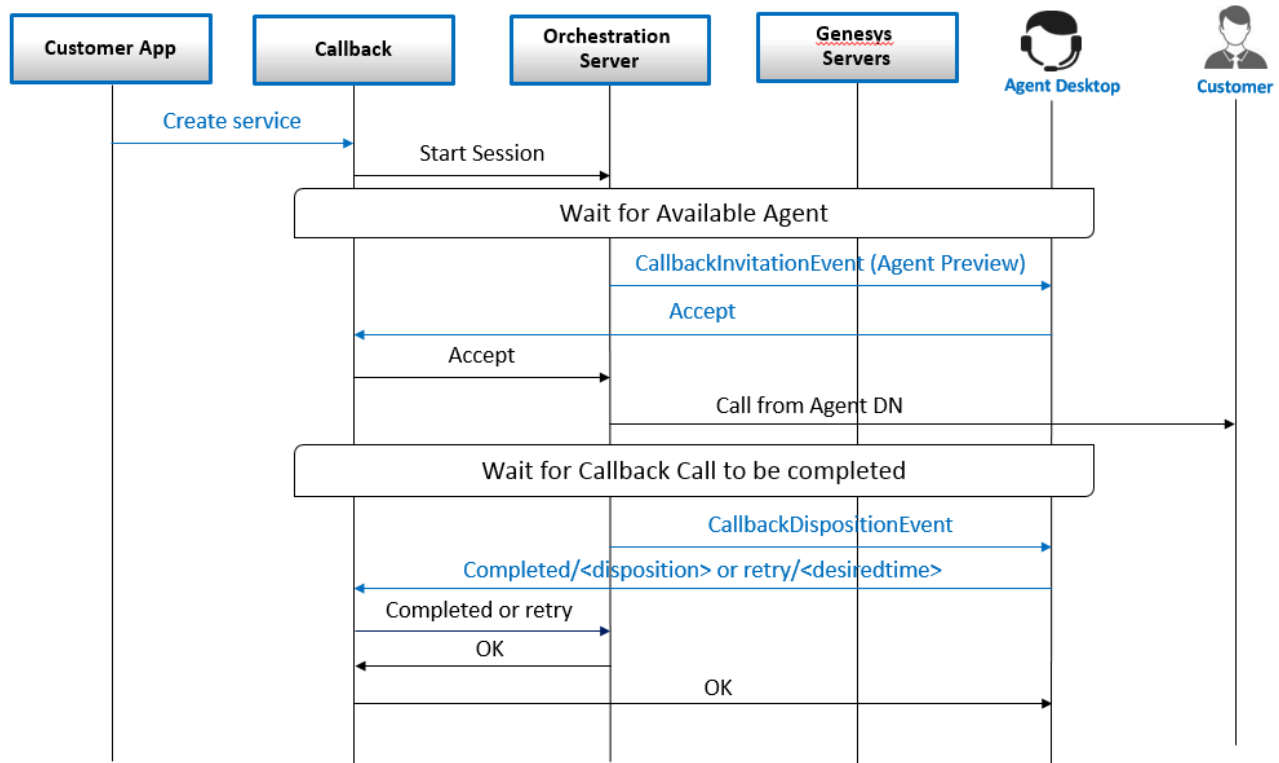 Customer App
Callback
Orchestration
Server
Genesys
Servers
Agent Desktop
Customer
Create service
Start Session
Wait for Available Agent
CallbackInvitationEvent (Agent Preview)
Accept
Accept
Call from Agent DN
Wait for Callback Call to be completed
CallbackDispositionEvent
Completed/<disposition> or retry/<desiredtime>
Completed or retry
OK
OK